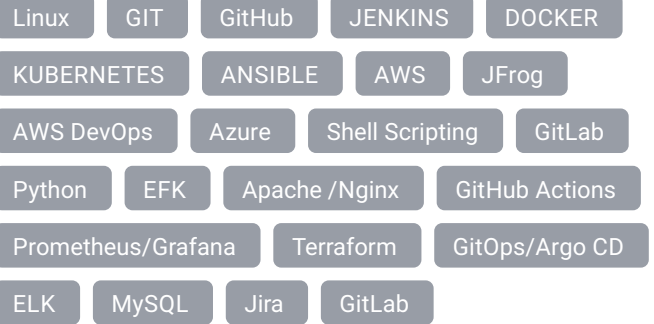 Linux GIT GitHub JENKINS DOCKER
KUBERNETES ANSIBLE AWS JFrog
AWS DevOps Azure Shell Scripting GitLab
Python EFK Apache /Nginx GitHub Actions
Prometheus/Grafana Terraform GitOps/Argo CD
ELK MySQL Jira GitLab